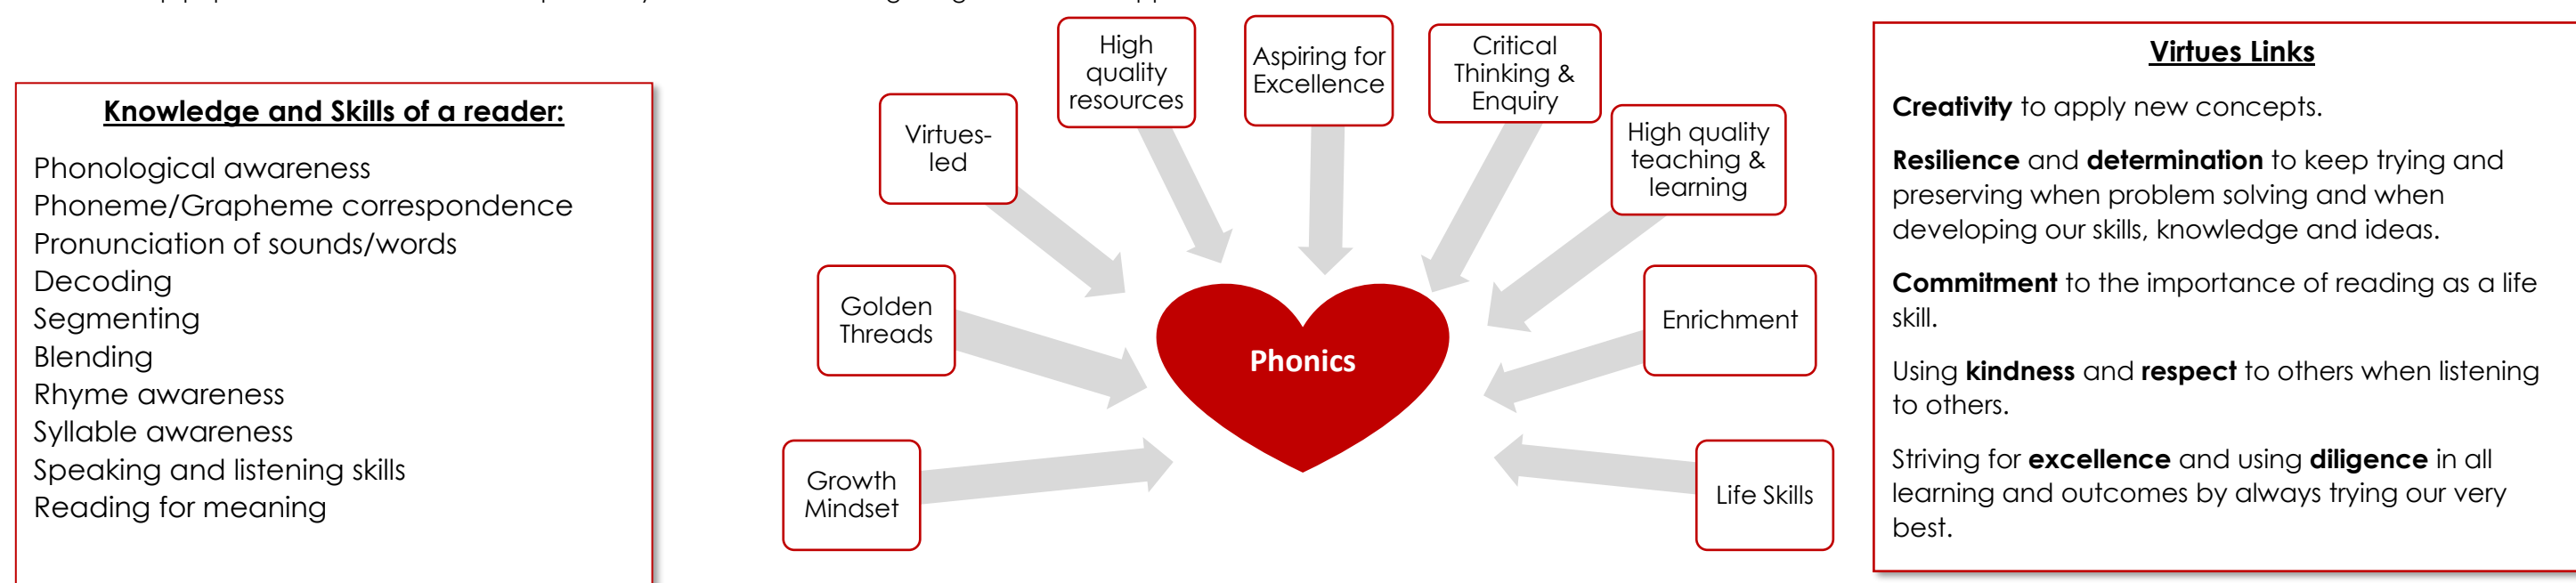 Knowledge and Skills of a reader:
Phonological awareness
Phoneme/Grapheme correspondence
Pronunciation of sounds/words
Decoding
Segmenting
Blending
Rhyme awareness
Syllable awareness
Speaking and listening skills
Reading for meaning
Growth
Mindset
Golden
Threads
Virtues-
led
High
quality
resources
Aspiring for
Excellence
Critical
Thinking &
Enquiry
High quality
teaching &
learning
Enrichment
Life Skills
Phonics
Virtues Links
Creativity to apply new concepts.
Resilience and determination to keep trying and
preserving when problem solving and when
developing our skills, knowledge and ideas.
Commitment to the importance of reading as a life
skill.
Using kindness and respect to others when listening
to others.
Striving for excellence and using diligence in all
learning and outcomes by always trying our very
best.